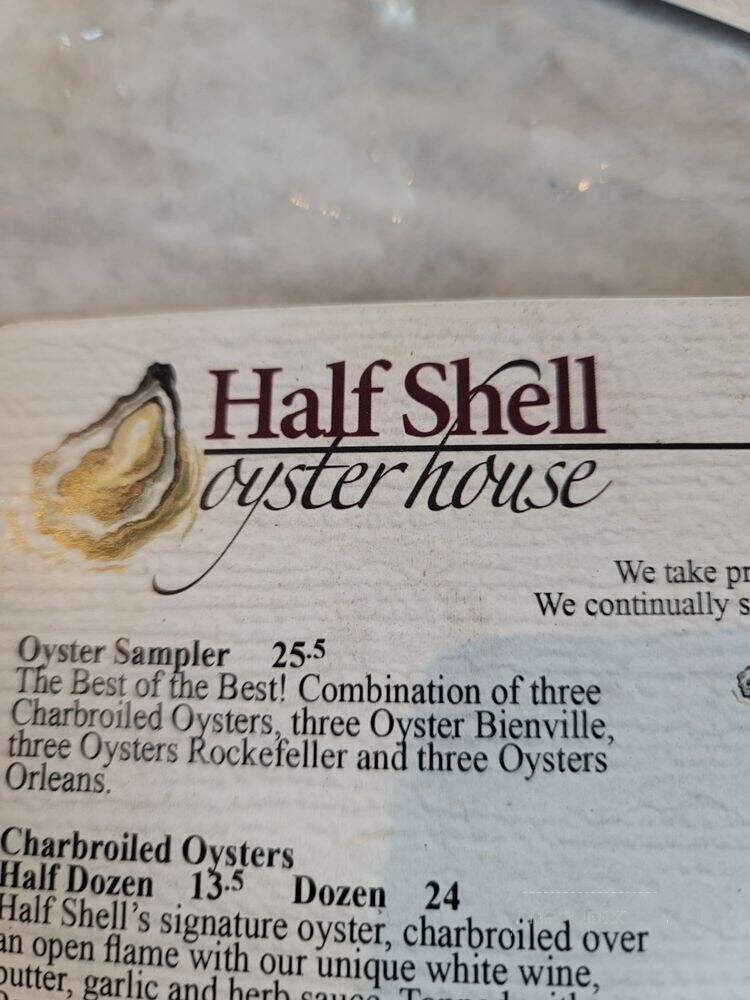 Half Shell
oyster house
We take
We continually
Oyster Sampler 25.5
The Best of the Best! Combination of three
Charbroiled Oysters, three Oyster Bienville,
three Oysters Rockefeller and three Oysters
Orleans.
Charbroiled Oysters
Half Dozen 13.5 Dozen 24
Half Shell's signature oyster, charbroiled over
an open flame with our unique white wine,
butter, garlic and herb sauce.